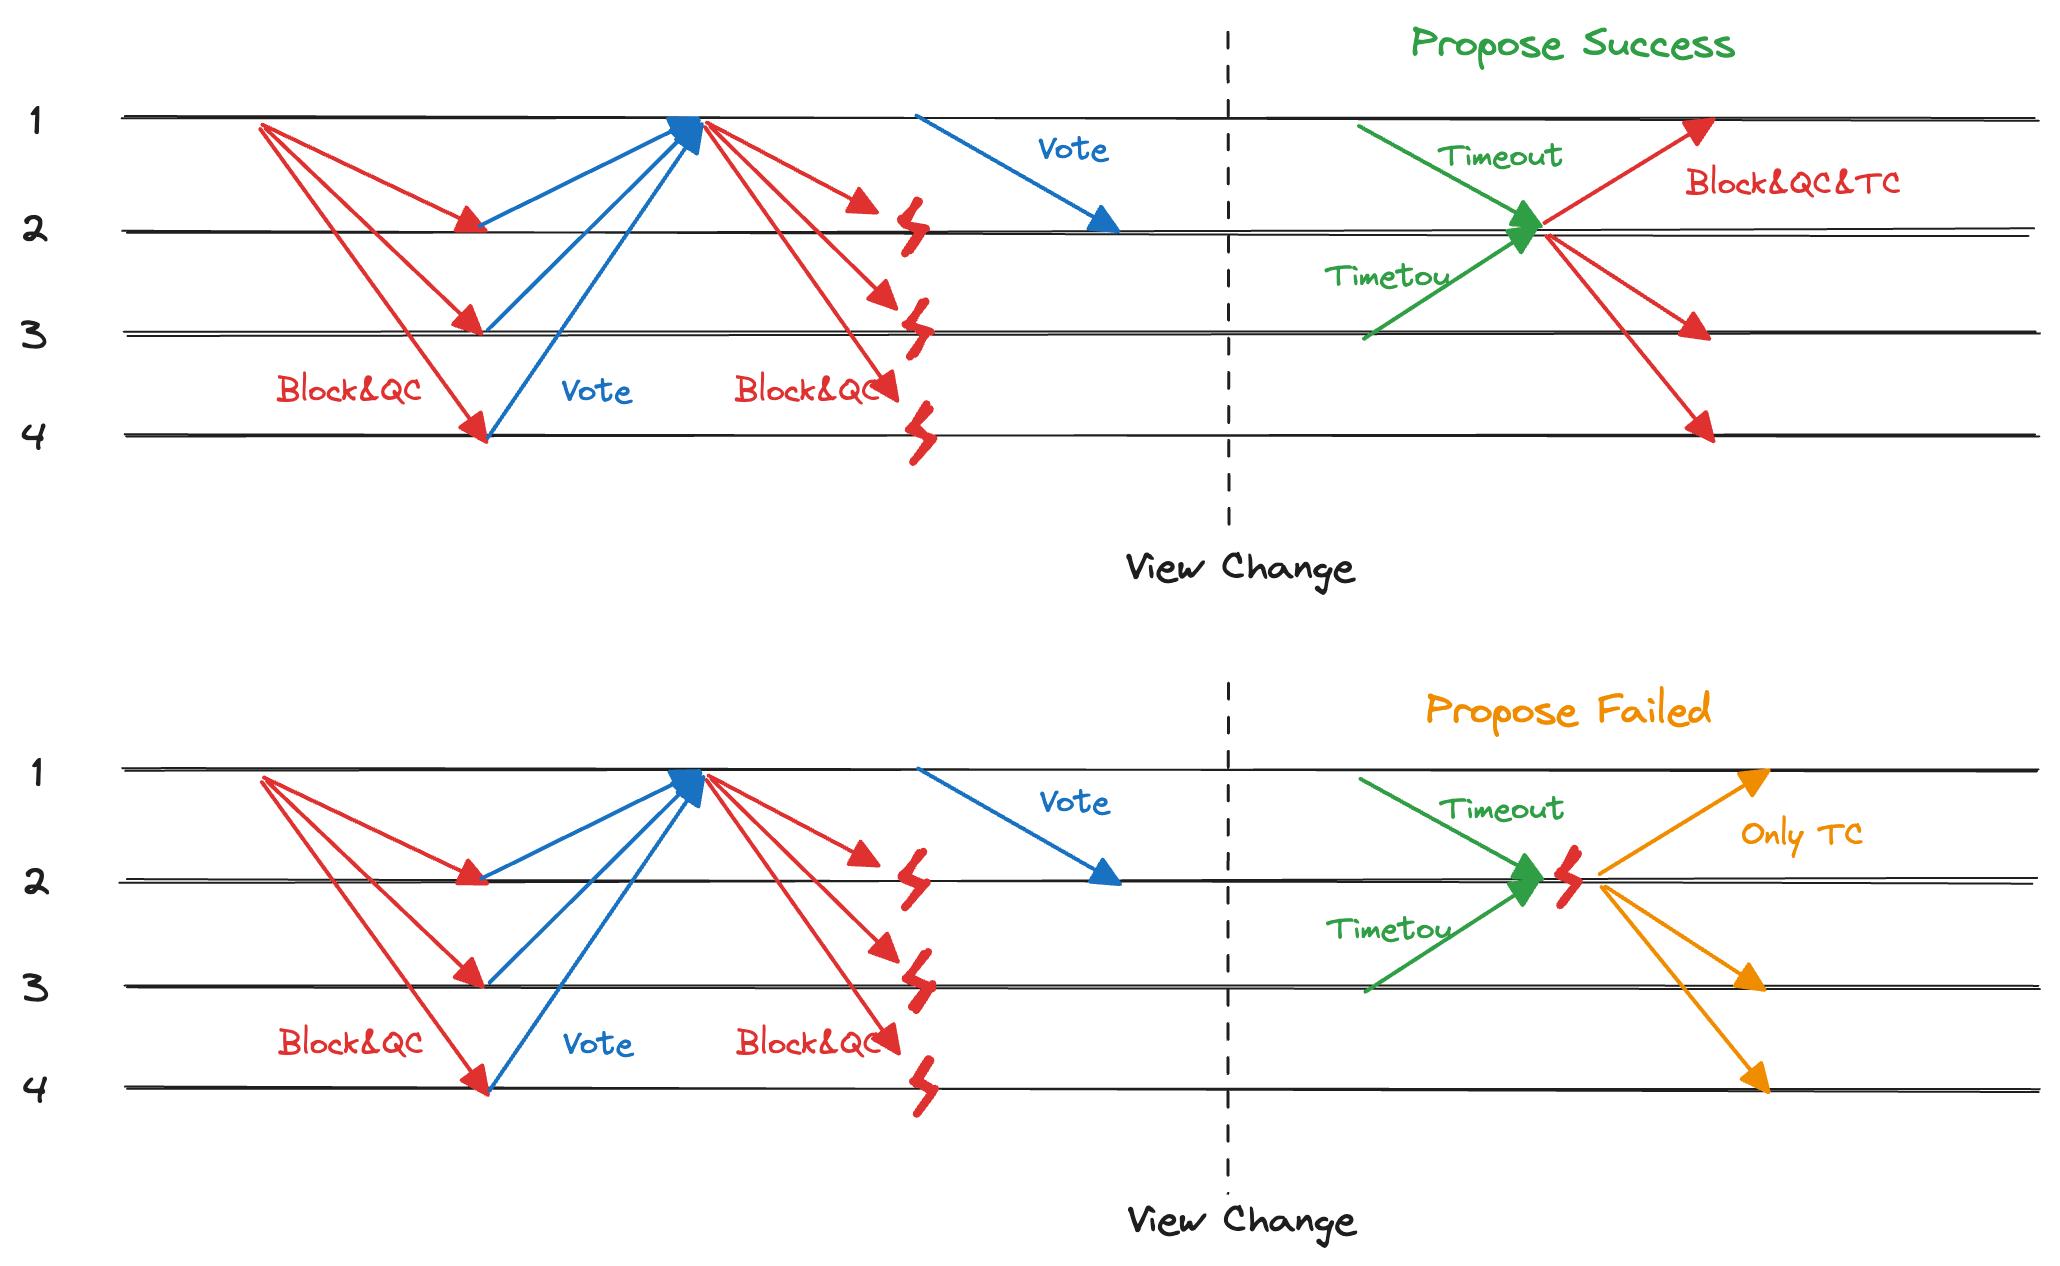 Propose Success
1
Vote
Timeout
Block&QC&TC
2
Timetou
3
Block&QC
Vote
Block&QC
4
View Change
Propose Failed
1
Vote
Timeout
Only TC
2
Timetou
3
Block&QC
Vote
Block&QC
4
View Change